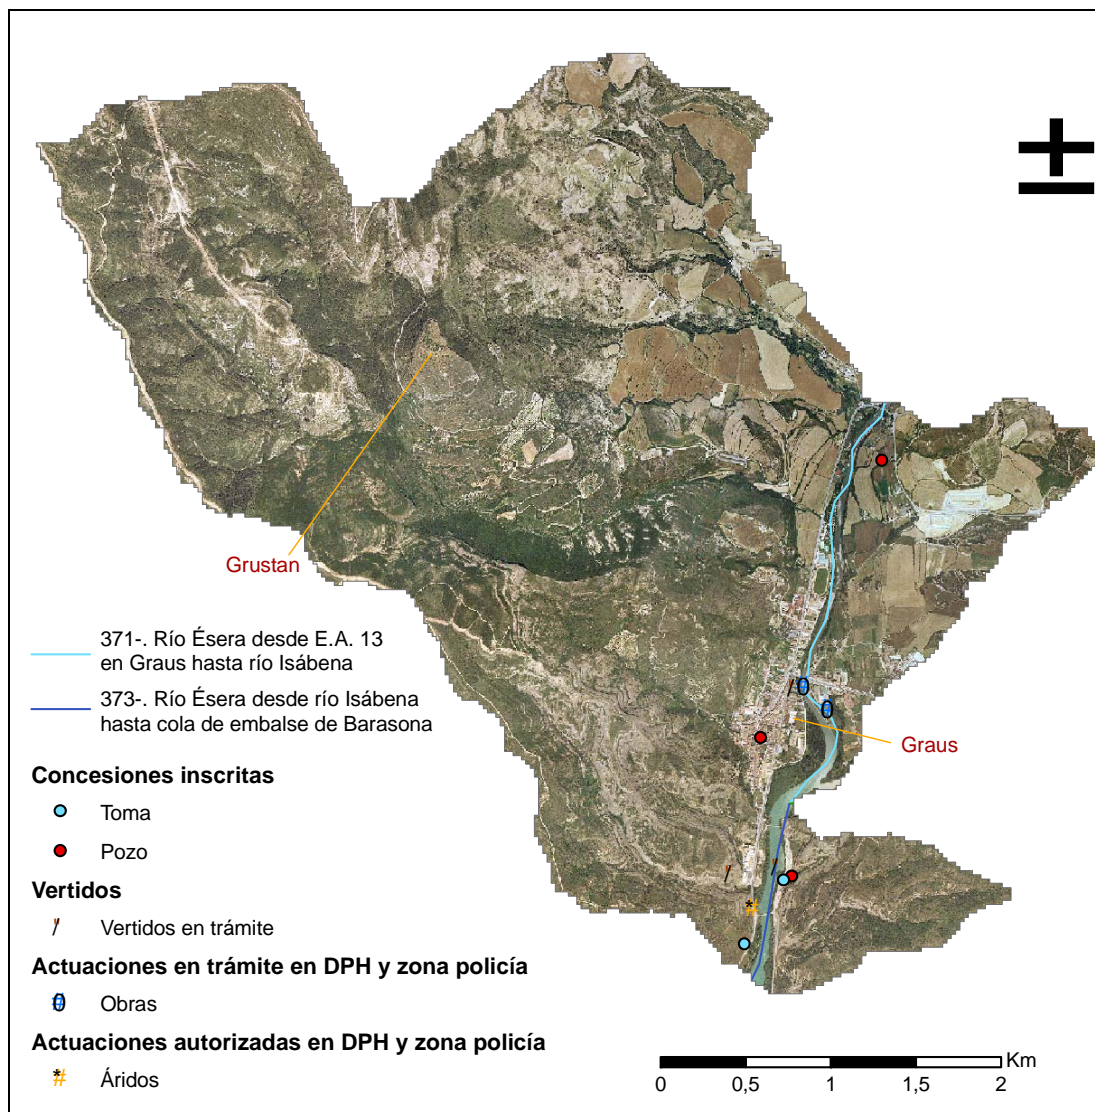 ±
Grustan
371-. Río Ésera desde E.A. 13
en Graus hasta río Isábena
373-. Río Ésera desde río Isábena
hasta cola de embalse de Barasona
Graus
Concesiones inscritas
Toma
Pozo
Vertidos
Vertidos en trámite
Actuaciones en trámite en DPH y zona policía
Obras
Actuaciones autorizadas en DPH y zona policía
Áridos
Km
0 0,5 1 1,5 2